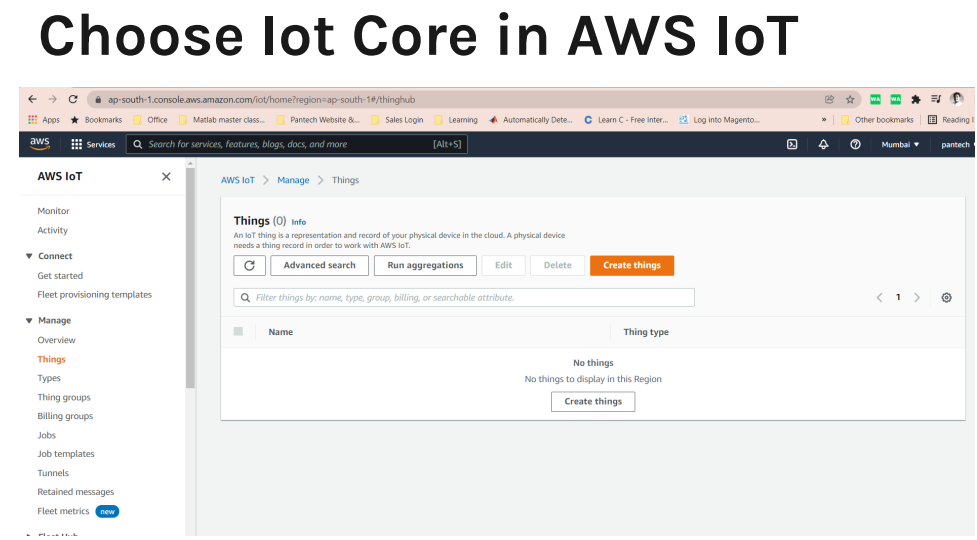 Choose Iot Core in AWS IoT
ap-south-1.console.aws.amazon.com/iot/home?region=ap-south-1#/thinghub
WA WA
Apps Bookmarks Office Matlab master class... Pantech Website &... Sales Login Learning Automatically Dete... C Learn C - Free Inter... Log into Magento... » Other bookmarks Reading
aws Services Search for services, features, blogs, docs, and more [Alt+S] Mumbai ▼ pantech
AWS IoT
Monitor
Activity
Connect
Get started
Fleet provisioning templates
Manage
Overview
Things
Types
Thing groups
Billing groups
Jobs
Job templates
Tunnels
Retained messages
Fleet metrics new
Fleet Hub
AWS IoT > Manage > Things
Things (0) Info
An IoT thing is a representation and record of your physical device in the cloud. A physical device
needs a thing record in order to work with AWS IoT.
Advanced search Run aggregations Edit Delete Create things
Filter things by: name, type, group, billing, or searchable attribute.
< 1 >
Name Thing type
No things
No things to display in this Region
Create things